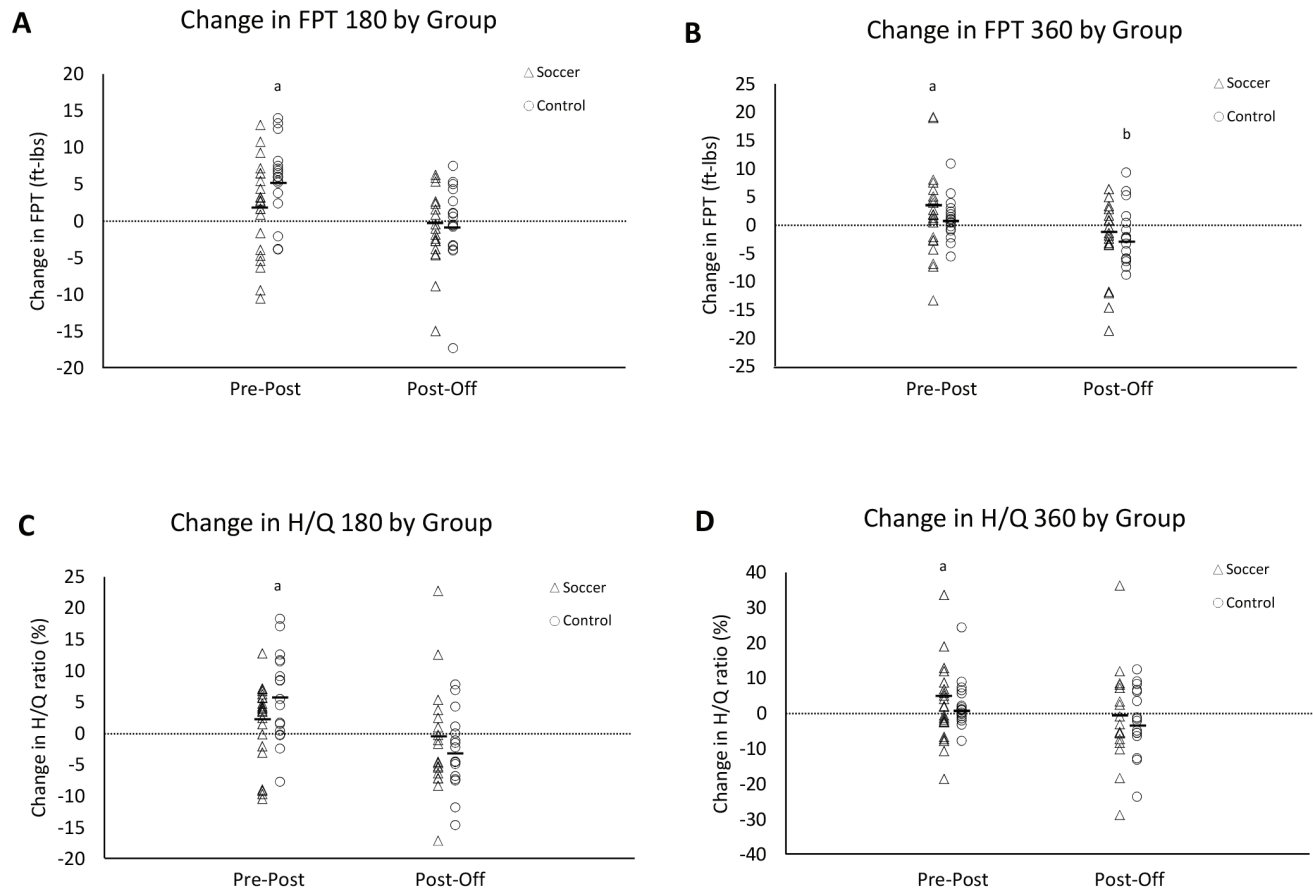 A
Change in FPT 180 by Group
20
15
10
5
0
-5
-10
-15
-20
Change in FPT (ft-lbs)
a
Soccer
Control
Pre-Post
Post-Off
B
Change in FPT 360 by Group
25
20
15
10
5
0
-5
-10
-15
-20
-25
Change in FPT (ft-lbs)
a
b
Soccer
Control
Pre-Post
Post-Off
C
Change in H/Q 180 by Group
25
20
15
10
5
0
-5
-10
-15
-20
Change in H/Q ratio (%)
a
Soccer
Control
Pre-Post
Post-Off
D
Change in H/Q 360 by Group
40
30
20
10
0
-10
-20
-30
-40
Change in H/Q ratio (%)
a
Soccer
Control
Pre-Post
Post-Off